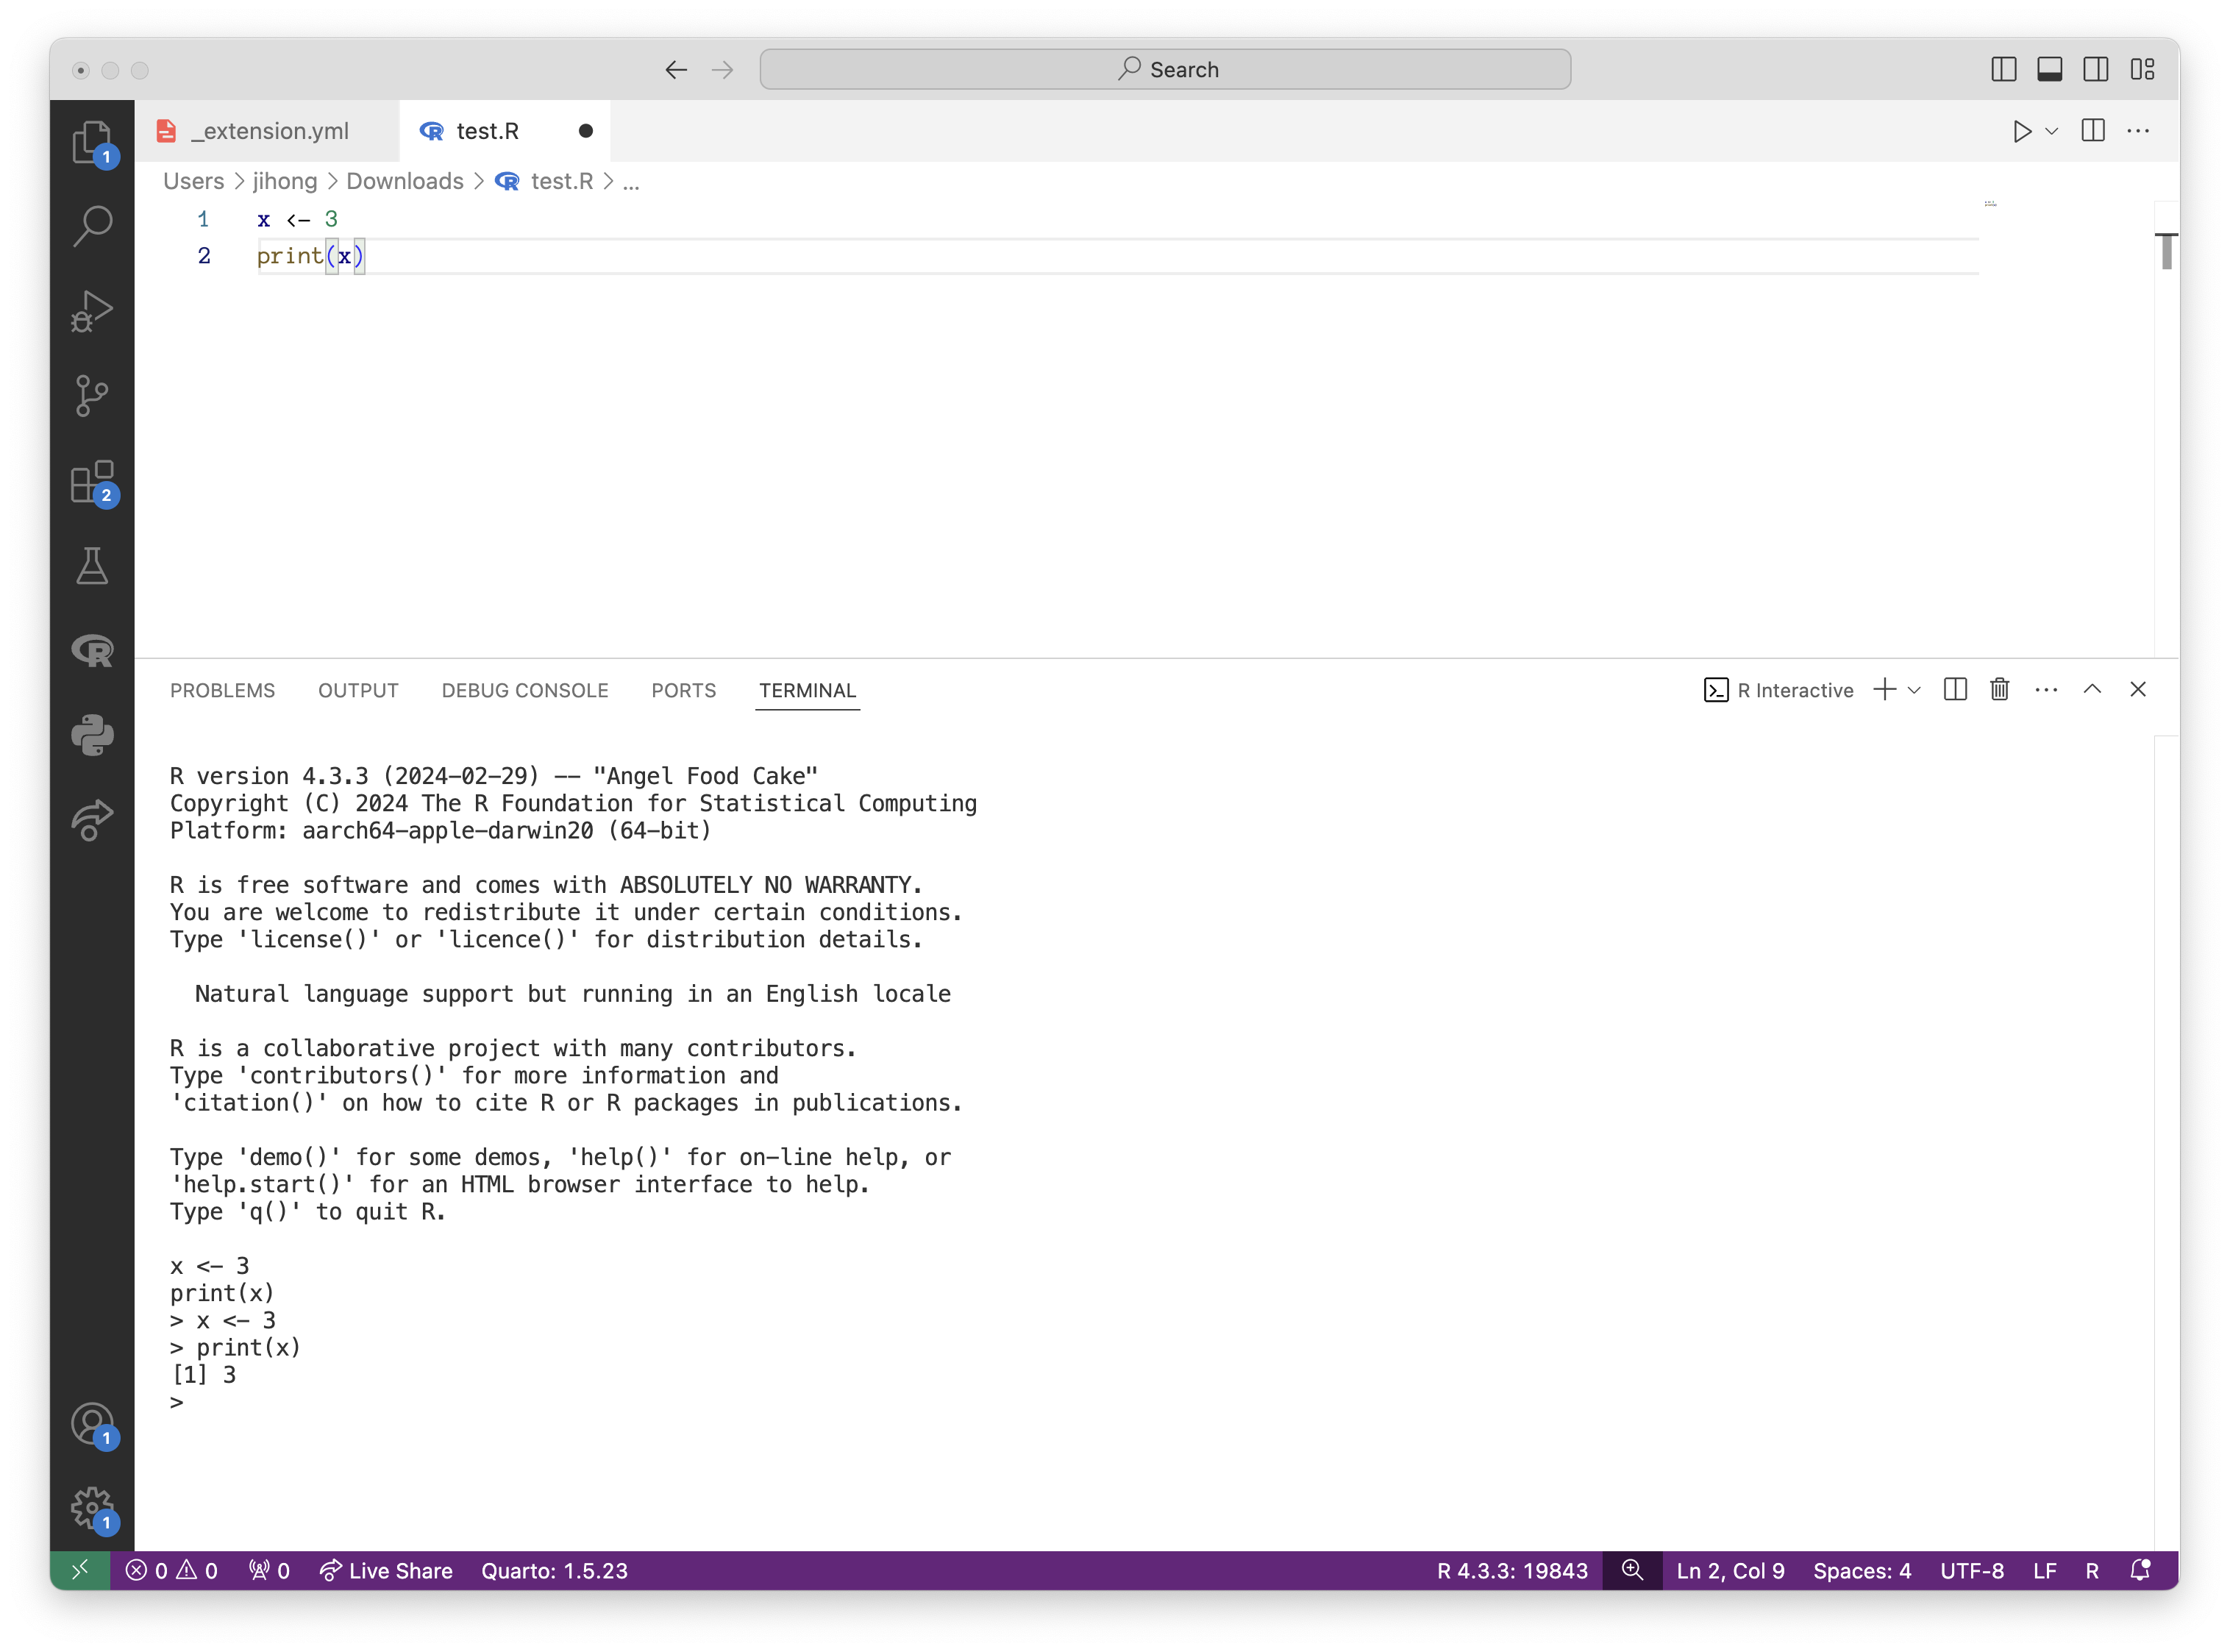 Search
_extension.yml
test.R
Users > jihong > Downloads > test.R > ...
1 x <- 3
2 print(x)
1
2
PROBLEMS OUTPUT DEBUG CONSOLE PORTS TERMINAL
R Interactive
R version 4.3.3 (2024-02-29) -- "Angel Food Cake"
Copyright (C) 2024 The R Foundation for Statistical Computing
Platform: aarch64-apple-darwin20 (64-bit)
R is free software and comes with ABSOLUTELY NO WARRANTY.
You are welcome to redistribute it under certain conditions.
Type 'license()' or 'licence()' for distribution details.
Natural language support but running in an English locale
R is a collaborative project with many contributors.
Type 'contributors()' for more information and
'citation()' on how to cite R or R packages in publications.
Type 'demo()' for some demos, 'help()' for on-line help, or
'help.start()' for an HTML browser interface to help.
Type 'q()' to quit R.
x <- 3
print(x)
> x <- 3
> print(x)
[1] 3
>
1
1
0 0 0 Live Share Quarto: 1.5.23 R 4.3.3: 19843 Ln 2, Col 9 Spaces: 4 UTF-8 LF R